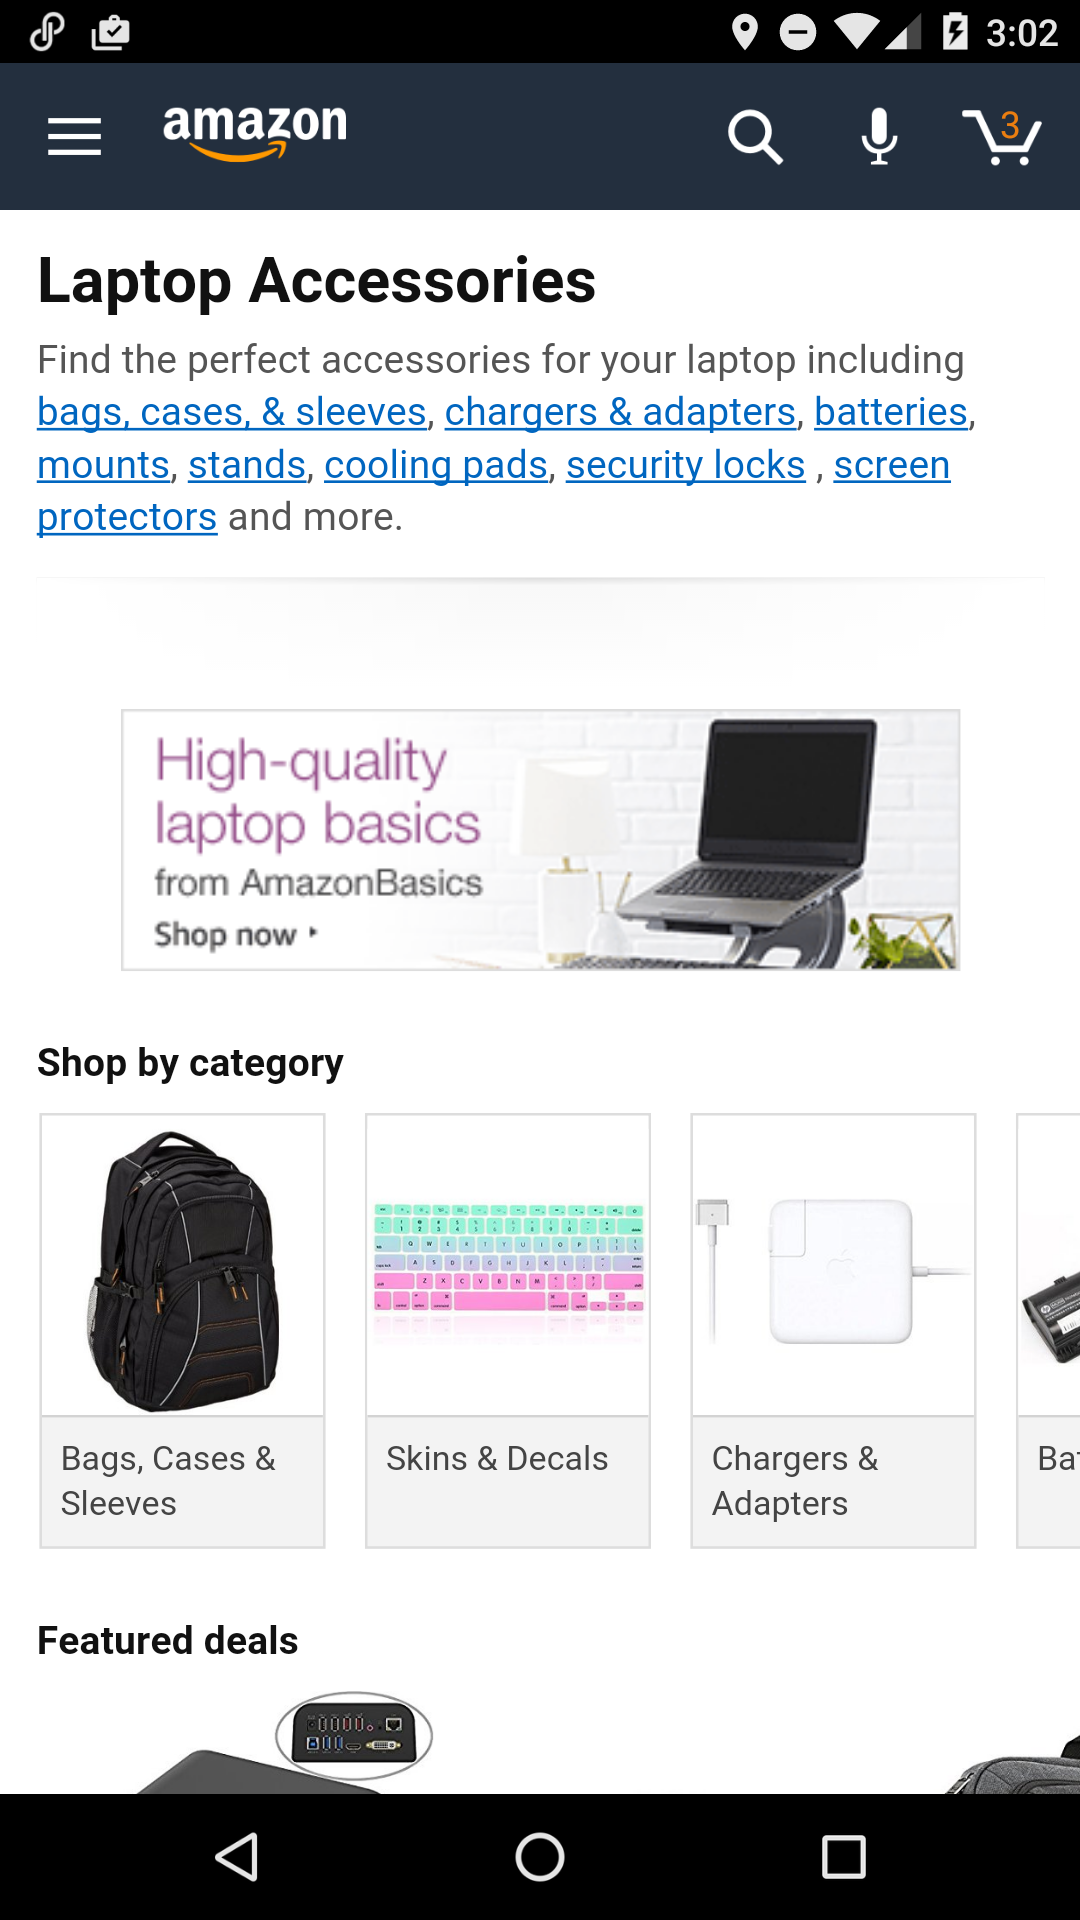 3:02
amazon
3
Laptop Accessories
Find the perfect accessories for your laptop including
bags, cases, & sleeves, chargers & adapters, batteries,
mounts, stands, cooling pads, security locks , screen
protectors and more.
High-quality
laptop basics
from AmazonBasics
Shop now
Shop by category
Bags, Cases &
Sleeves
Skins & Decals
Chargers &
Adapters
Featured deals